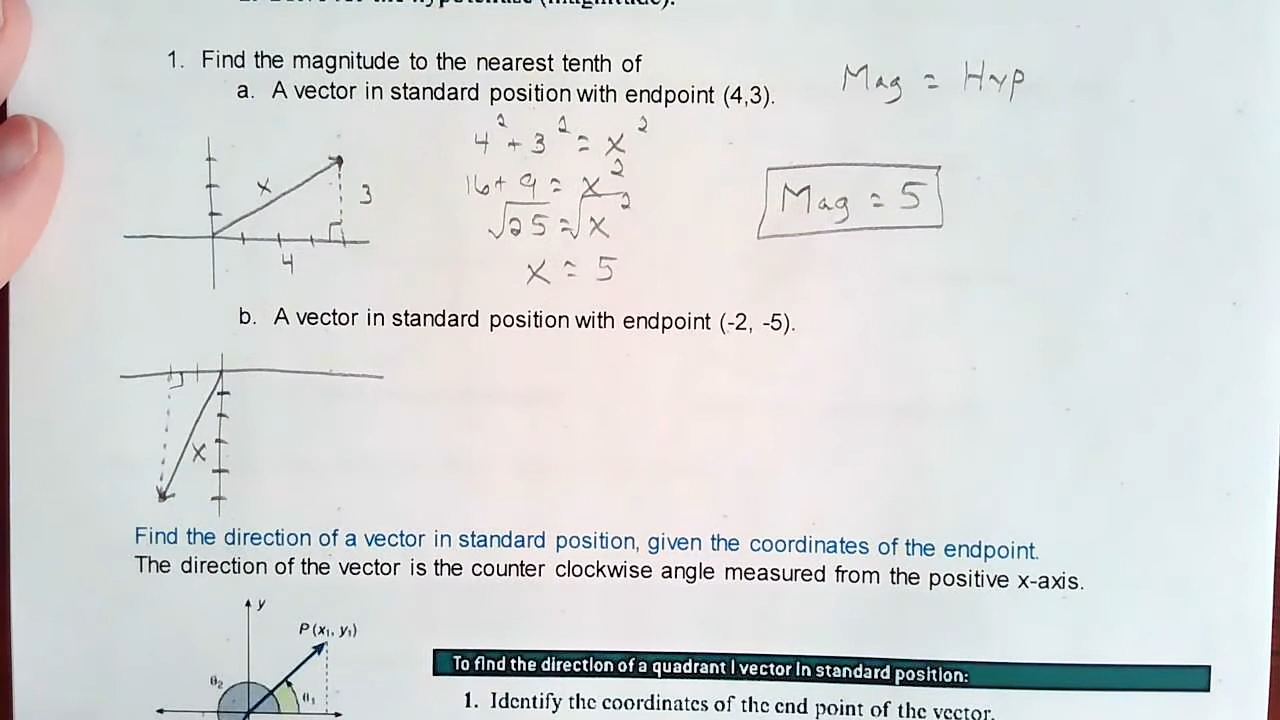 1. Find the magnitude to the nearest tenth of
a. A vector in standard position with endpoint (4,3).
Mag = Hyp
4² + 3² = x²
16 + 9 = x²
√25 = √x²
x = 5
Mag = 5
x
3
4
b. A vector in standard position with endpoint (-2, -5).
x
Find the direction of a vector in standard position, given the coordinates of the endpoint.
The direction of the vector is the counter clockwise angle measured from the positive x-axis.
y
P(x₁, y₁)
θ₂
θ₁
To find the direction of a quadrant I vector in standard position:
1. Identify the coordinates of the end point of the vector.